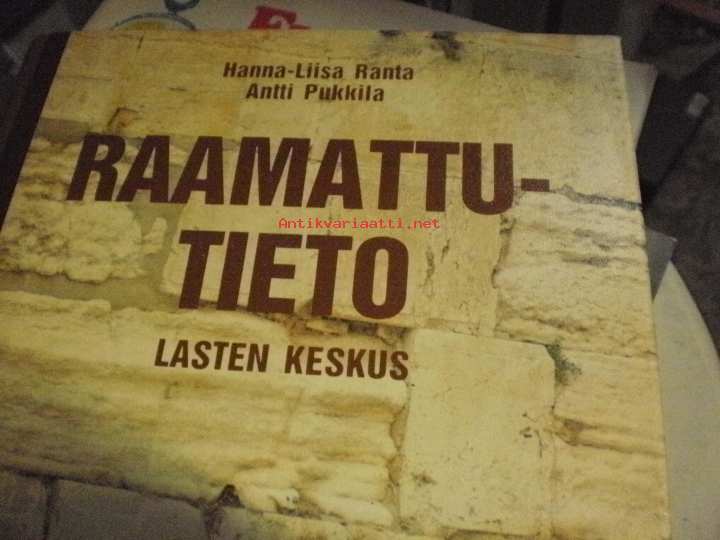 Hanna-Liisa Ranta
Antti Pukkila
RAAMATTU-
Antikvariaatti.net
TIETO
LASTEN KESKUS